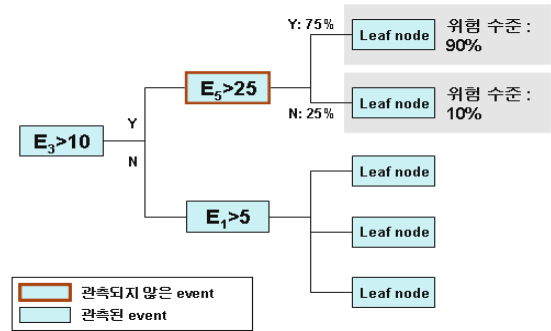 Y: 75%
Leaf node
위험 수준 :
90%
E₅>25
Leaf node
위험 수준 :
10%
N: 25%
Y
E₃>10
N
Leaf node
E₁>5
Leaf node
Leaf node
관측되지 않은 event
관측된 event